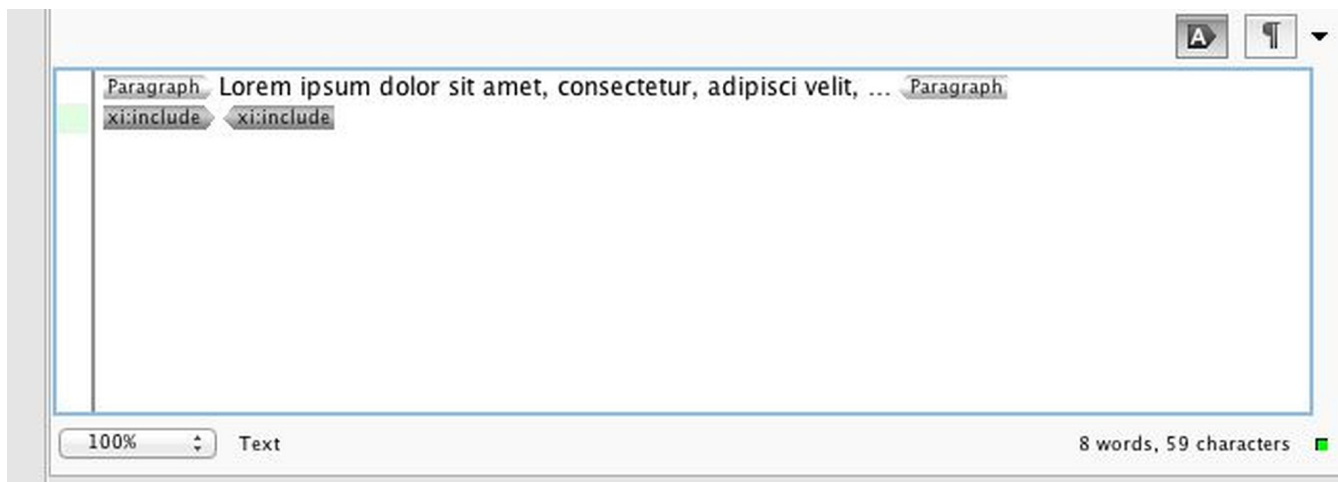 A ¶
Paragraph Lorem ipsum dolor sit amet, consectetur, adipisci velit, ... Paragraph
xi:include xi:include
100% Text 8 words, 59 characters